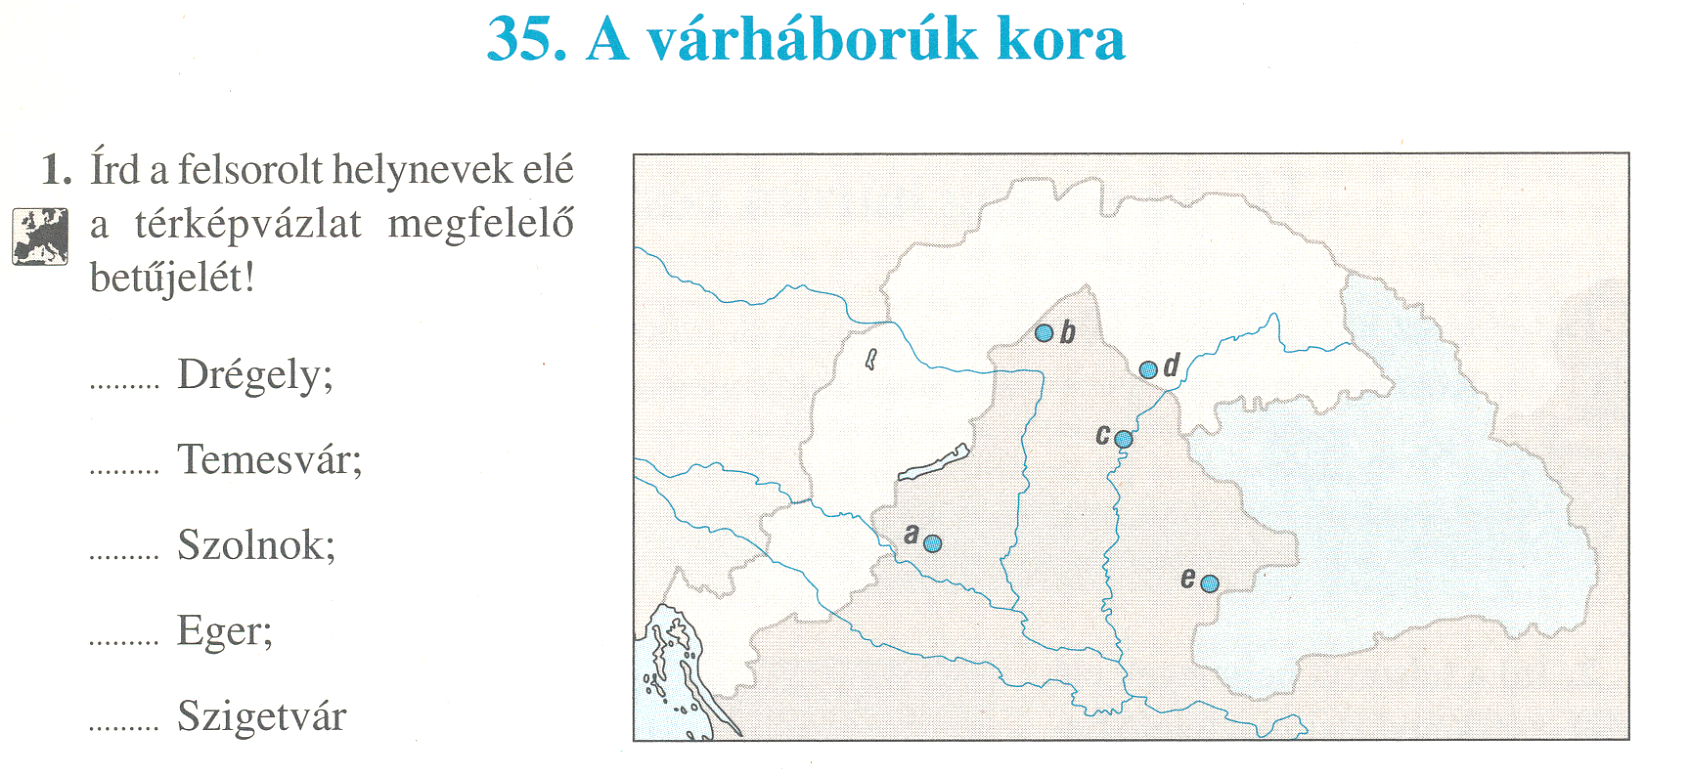 35. A várháborúk kora
1. Írd a felsorolt helynevek elé
a térképvázlat megfelelő
betűjelét!
......... Drégely;
......... Temesvár;
......... Szolnok;
......... Eger;
......... Szigetvár
b
d
c
a
e